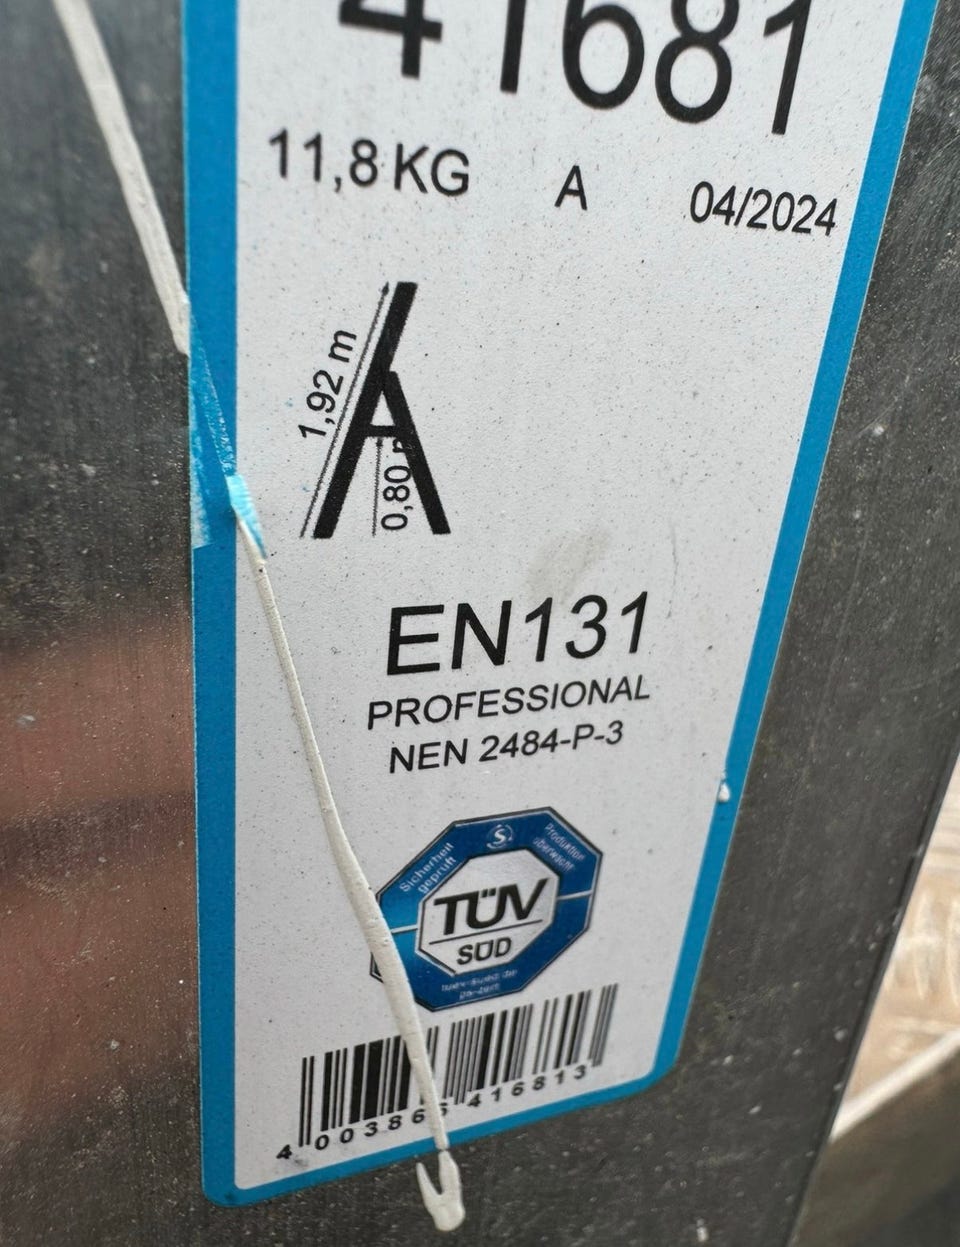 41681
11,8 KG A 04/2024
1,92 m
0,80
EN131
PROFESSIONAL
NEN 2484-P-3
Sicherheit
geprüft
S
Produktion
überwacht
TÜV
SÜD
4 003866 416813